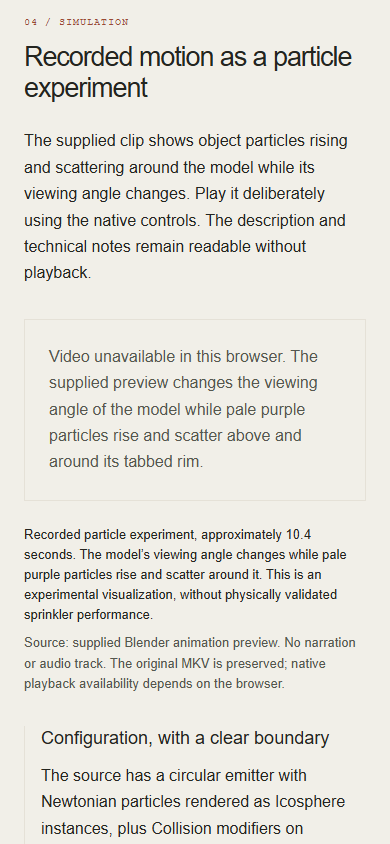 04 / SIMULATION
Recorded motion as a particle
experiment
The supplied clip shows object particles rising
and scattering around the model while its
viewing angle changes. Play it deliberately
using the native controls. The description and
technical notes remain readable without
playback.
Video unavailable in this browser. The
supplied preview changes the viewing
angle of the model while pale purple
particles rise and scatter above and
around its tabbed rim.
Recorded particle experiment, approximately 10.4
seconds. The model's viewing angle changes while pale
purple particles rise and scatter around it. This is an
experimental visualization, without physically validated
sprinkler performance.
Source: supplied Blender animation preview. No narration
or audio track. The original MKV is preserved; native
playback availability depends on the browser.
Configuration, with a clear boundary
The source has a circular emitter with
Newtonian particles rendered as Icosphere
instances, plus Collision modifiers on